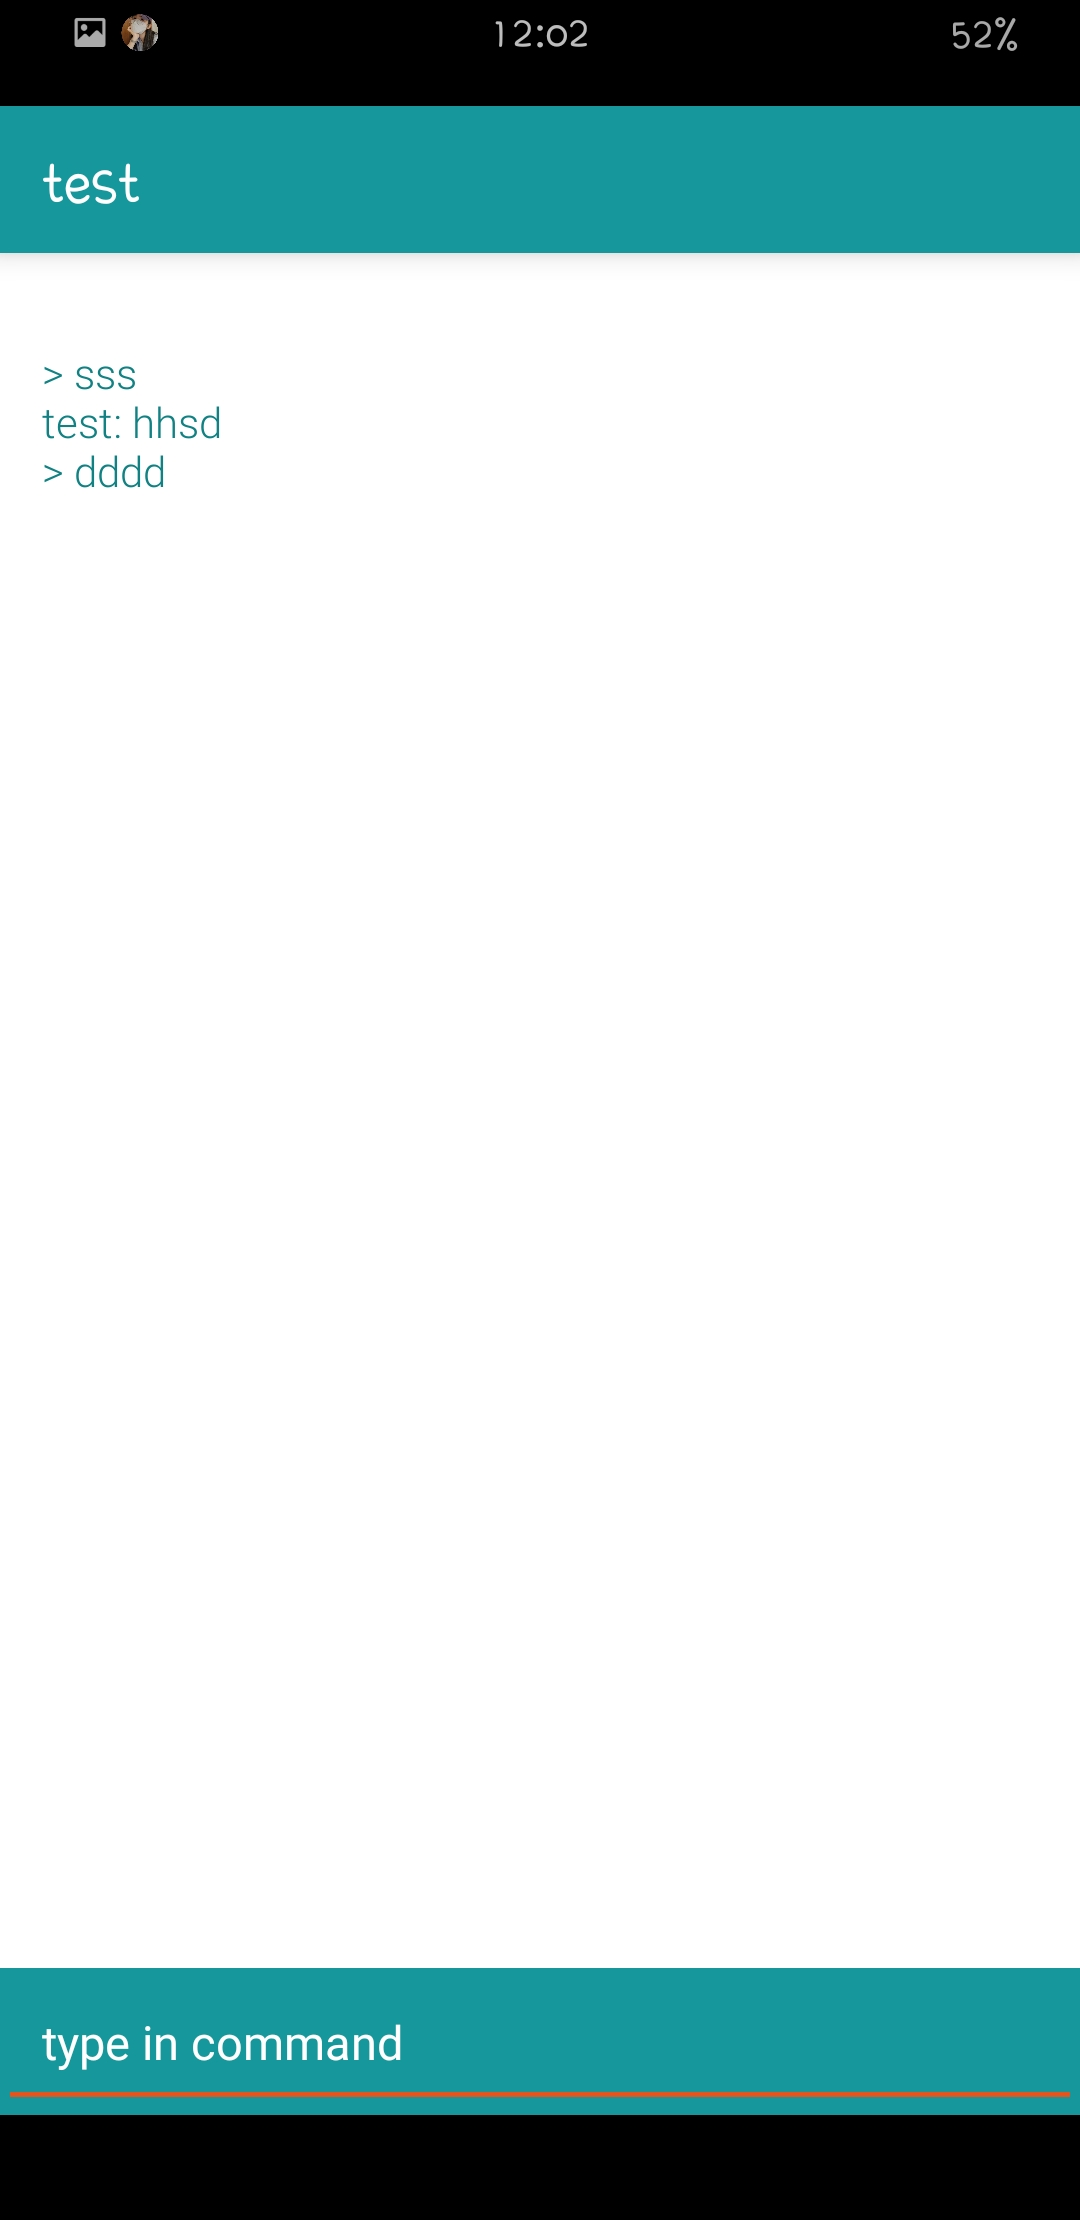 12:02 52%
test
> sss
test: hhsd
> dddd
type in command